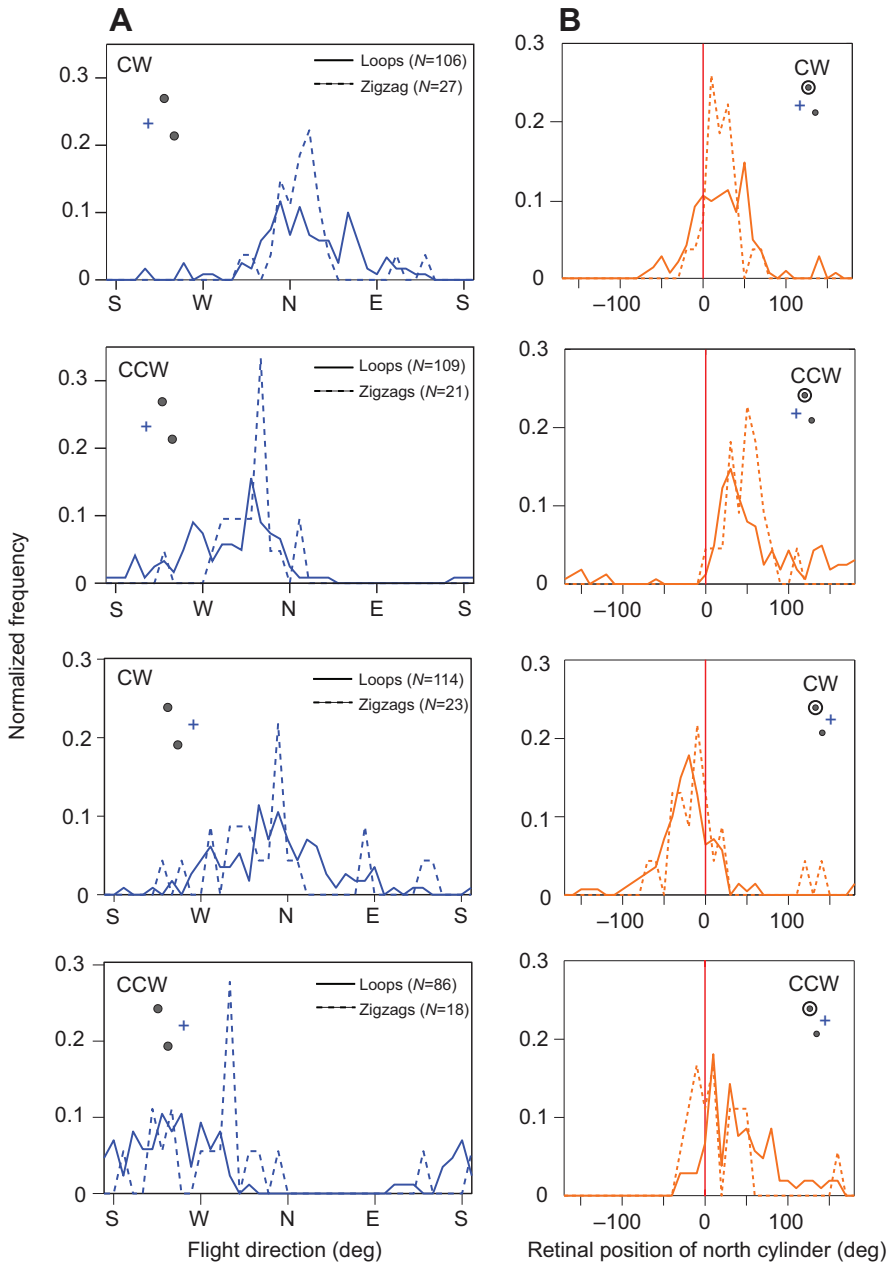 A
B
CW
Loops (N=106)
Zigzag (N=27)
0.3
0.2
0.1
0
S
W
N
E
S
CW
0.3
0.2
0.1
0
–100
0
100
CCW
Loops (N=109)
Zigzags (N=21)
0.3
0.2
0.1
0
S
W
N
E
S
CCW
0.3
0.2
0.1
0
–100
0
100
CW
Loops (N=114)
Zigzags (N=23)
0.3
0.2
0.1
0
S
W
N
E
S
CW
0.3
0.2
0.1
0
–100
0
100
CCW
Loops (N=86)
Zigzags (N=18)
0.3
0.2
0.1
0
S
W
N
E
S
CCW
0.3
0.2
0.1
0
–100
0
100
Normalized frequency
Flight direction (deg)
Retinal position of north cylinder (deg)